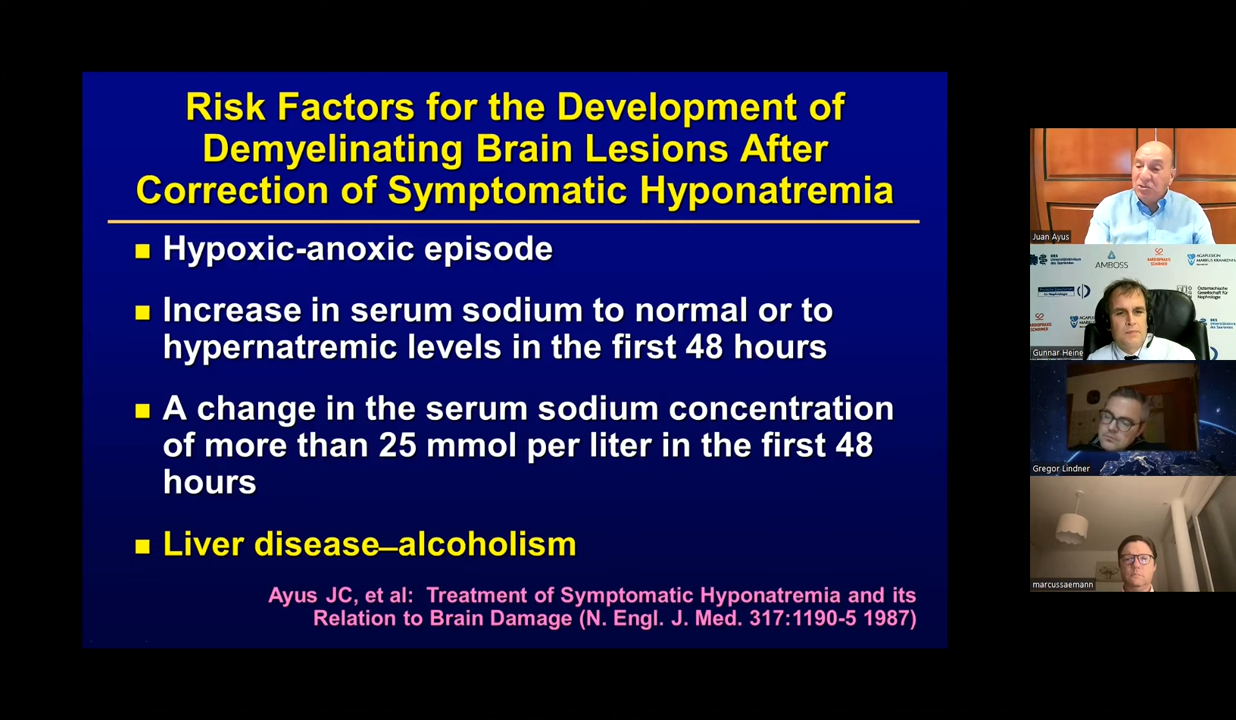 Risk Factors for the Development of
Demyelinating Brain Lesions After
Correction of Symptomatic Hyponatremia
Hypoxic-anoxic episode
Increase in serum sodium to normal or to
hypernatremic levels in the first 48 hours
A change in the serum sodium concentration
of more than 25 mmol per liter in the first 48
hours
Liver disease–alcoholism
Ayus JC, et al: Treatment of Symptomatic Hyponatremia and its
Relation to Brain Damage (N. Engl. J. Med. 317:1190-5 1987)
Juan Ayus
AMBOSS
Gunnar Heine
Gregor Lindner
marcussaemann